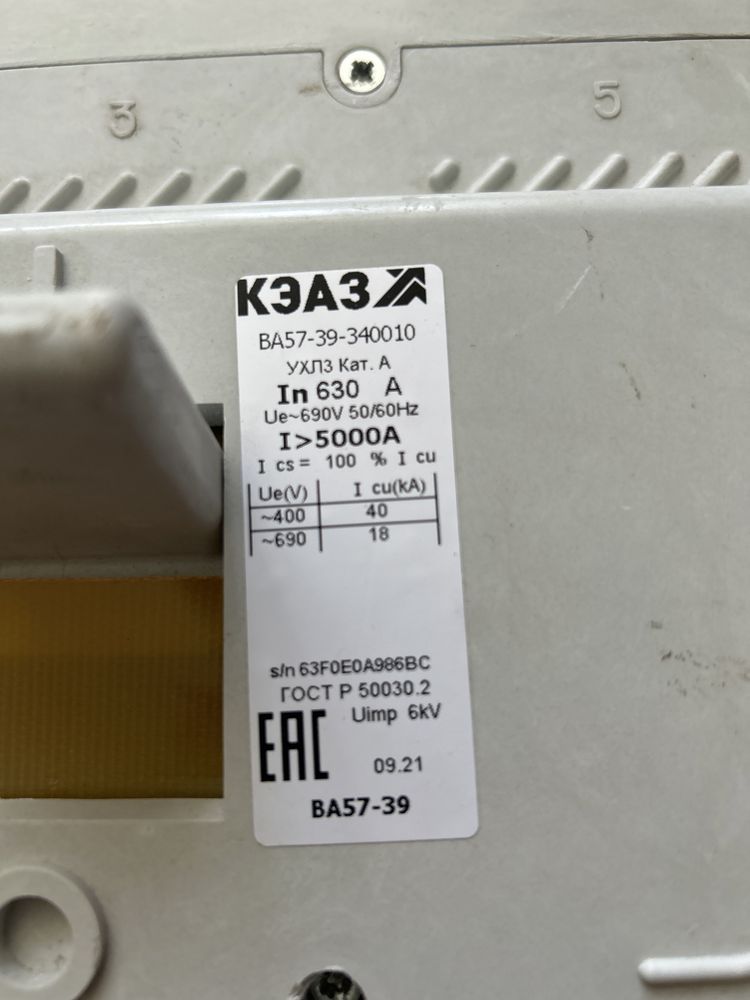 3 5
КЭАЗ
ВА57-39-340010
УХЛ3 Кат. А
In 630 A
Ue~690V 50/60Hz
I>5000A
I cs = 100 % I cu
Ue(V) I cu(kA)
~400 40
~690 18
s/n 63F0E0A986BC
ГОСТ Р 50030.2
EAC Uimp 6kV
09.21
ВА57-39